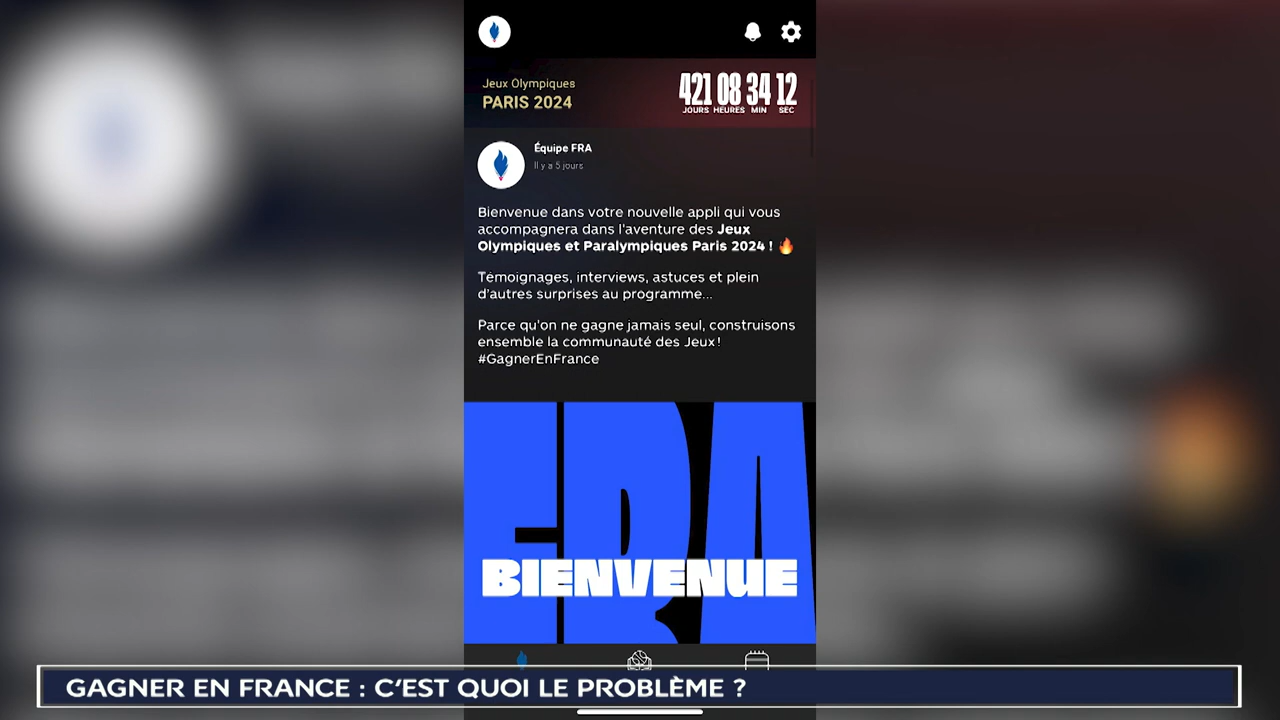 Jeux Olympiques
PARIS 2024
421 08 34 12
JOURS HEURES MIN SEC
Équipe FRA
Il y a 5 jours
Bienvenue dans votre nouvelle appli qui vous
accompagnera dans l'aventure des Jeux
Olympiques et Paralympiques Paris 2024 ! 🔥
Témoignages, interviews, astuces et plein
d'autres surprises au programme...
Parce qu'on ne gagne jamais seul, construisons
ensemble la communauté des Jeux !
#GagnerEnFrance
FRA
BIENVENUE
GAGNER EN FRANCE : C'EST QUOI LE PROBLÈME ?